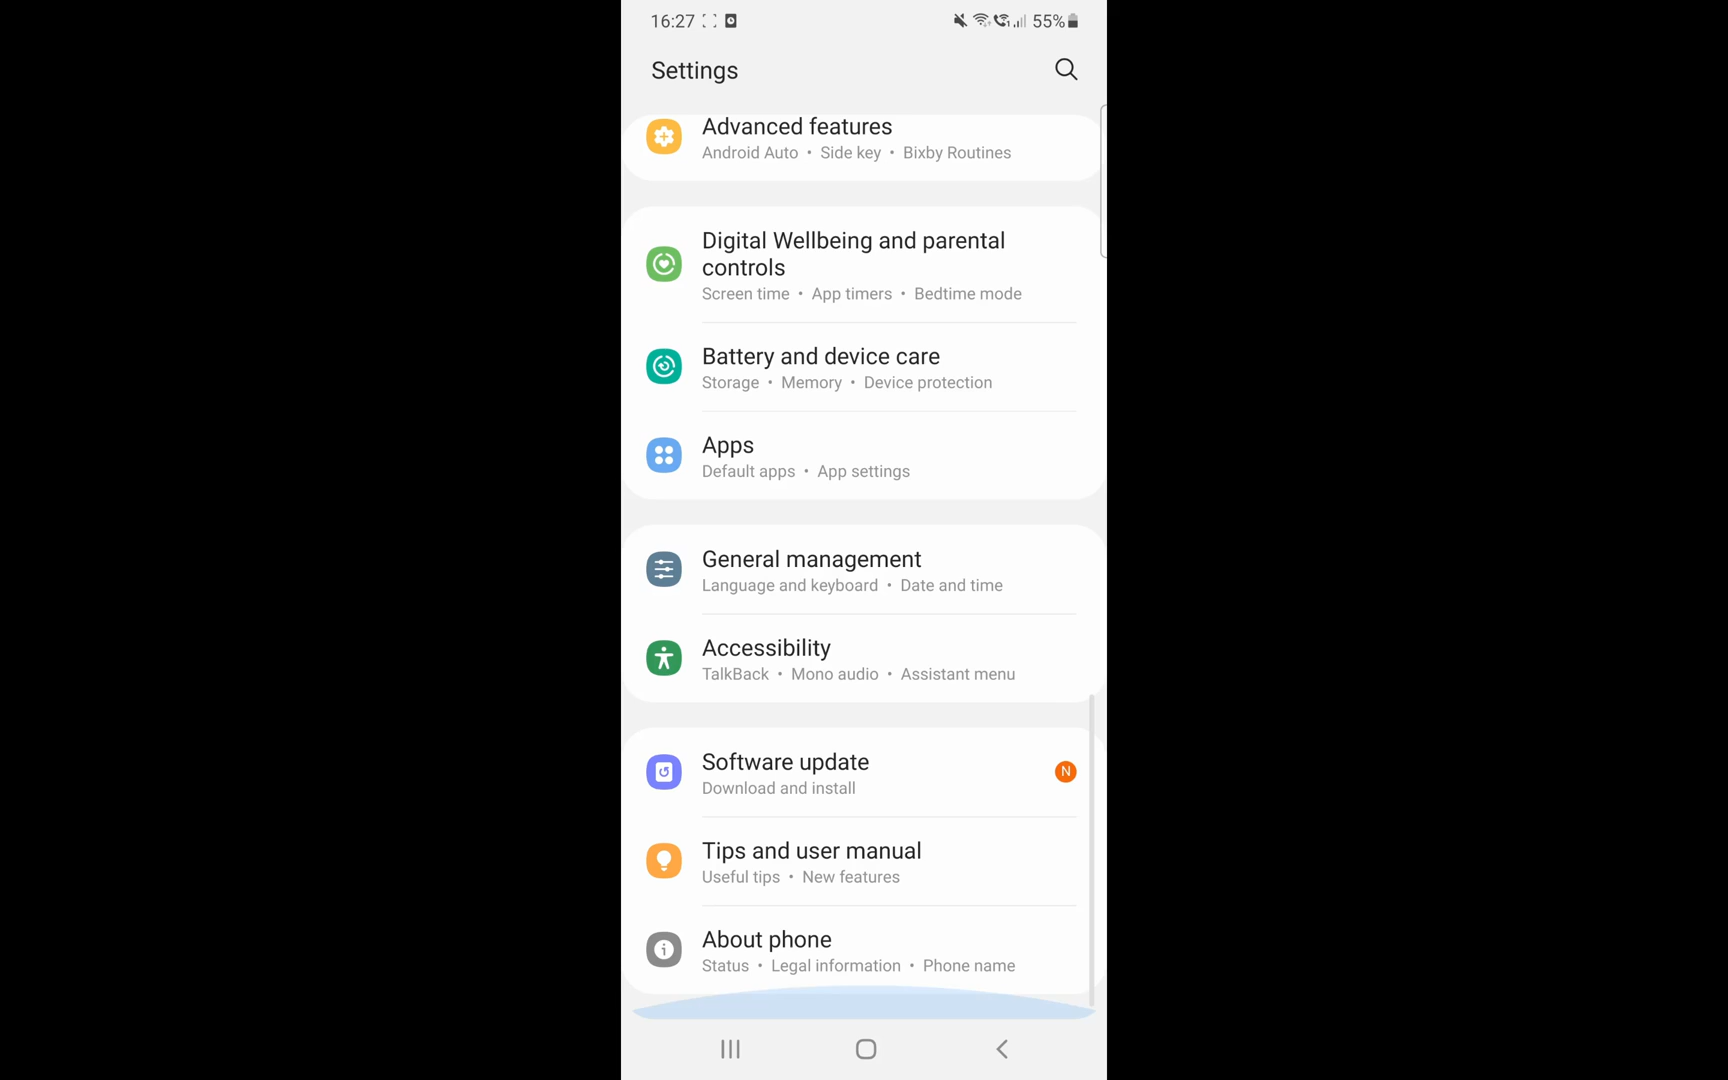 16:27 55%
Settings
Advanced features
Android Auto • Side key • Bixby Routines
Digital Wellbeing and parental
controls
Screen time • App timers • Bedtime mode
Battery and device care
Storage • Memory • Device protection
Apps
Default apps • App settings
General management
Language and keyboard • Date and time
Accessibility
TalkBack • Mono audio • Assistant menu
Software update
N
Download and install
Tips and user manual
Useful tips • New features
About phone
Status • Legal information • Phone name